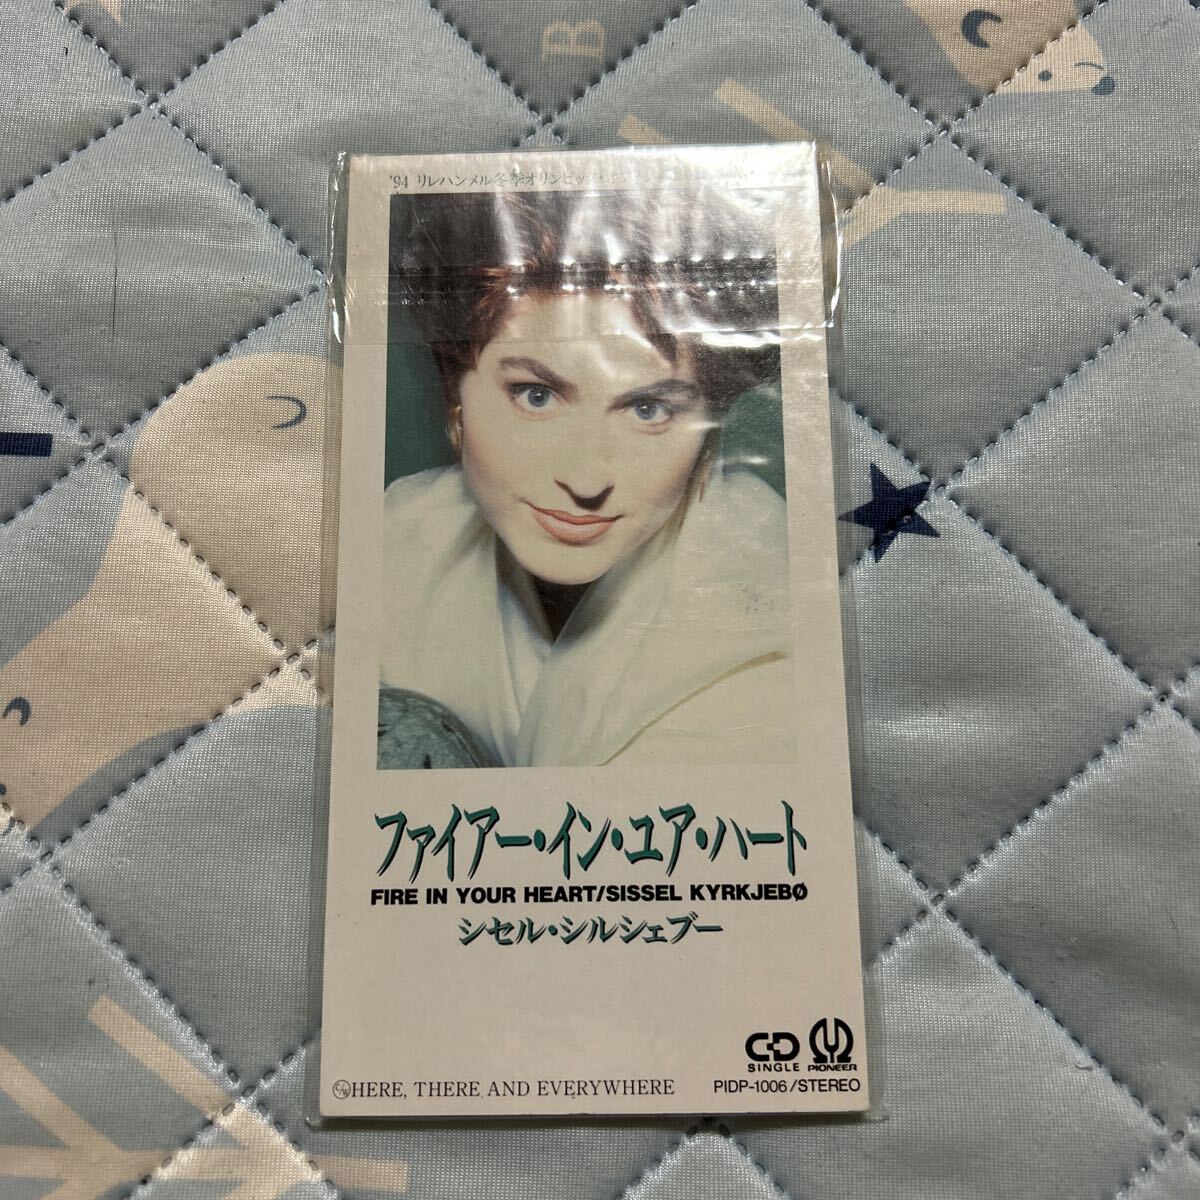 '94 リレハンメル冬季オリンピック・
ファイアー・イン・ユア・ハート
FIRE IN YOUR HEART/SISSEL KYRKJEBØ
シセル・シルシェブー
CD
SINGLE
PIONEER
C/W HERE, THERE AND EVERYWHERE
PIDP-1006/STEREO
B